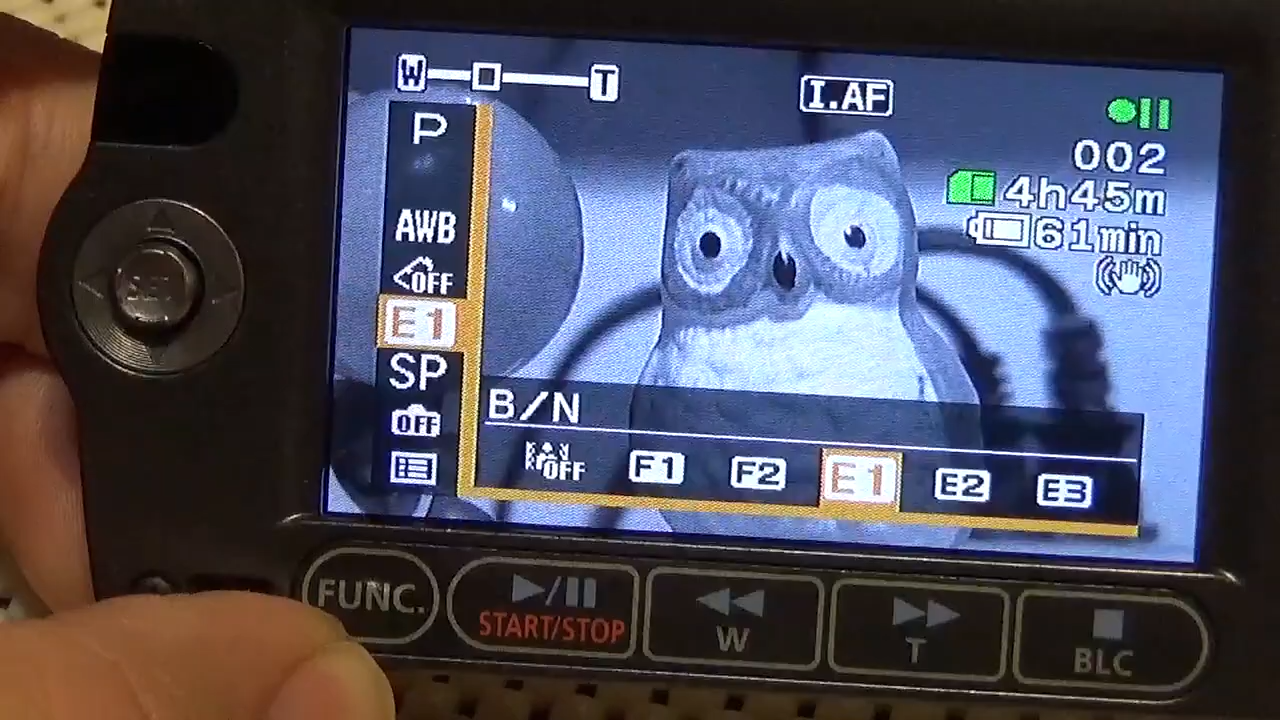 W T
I.AF
002
4h45m
61min
P
AWB
OFF
E1
SP
OFF
B/N
OFF F1 F2 E1 E2 E3
SET
FUNC.
START/STOP
W
T
BLC